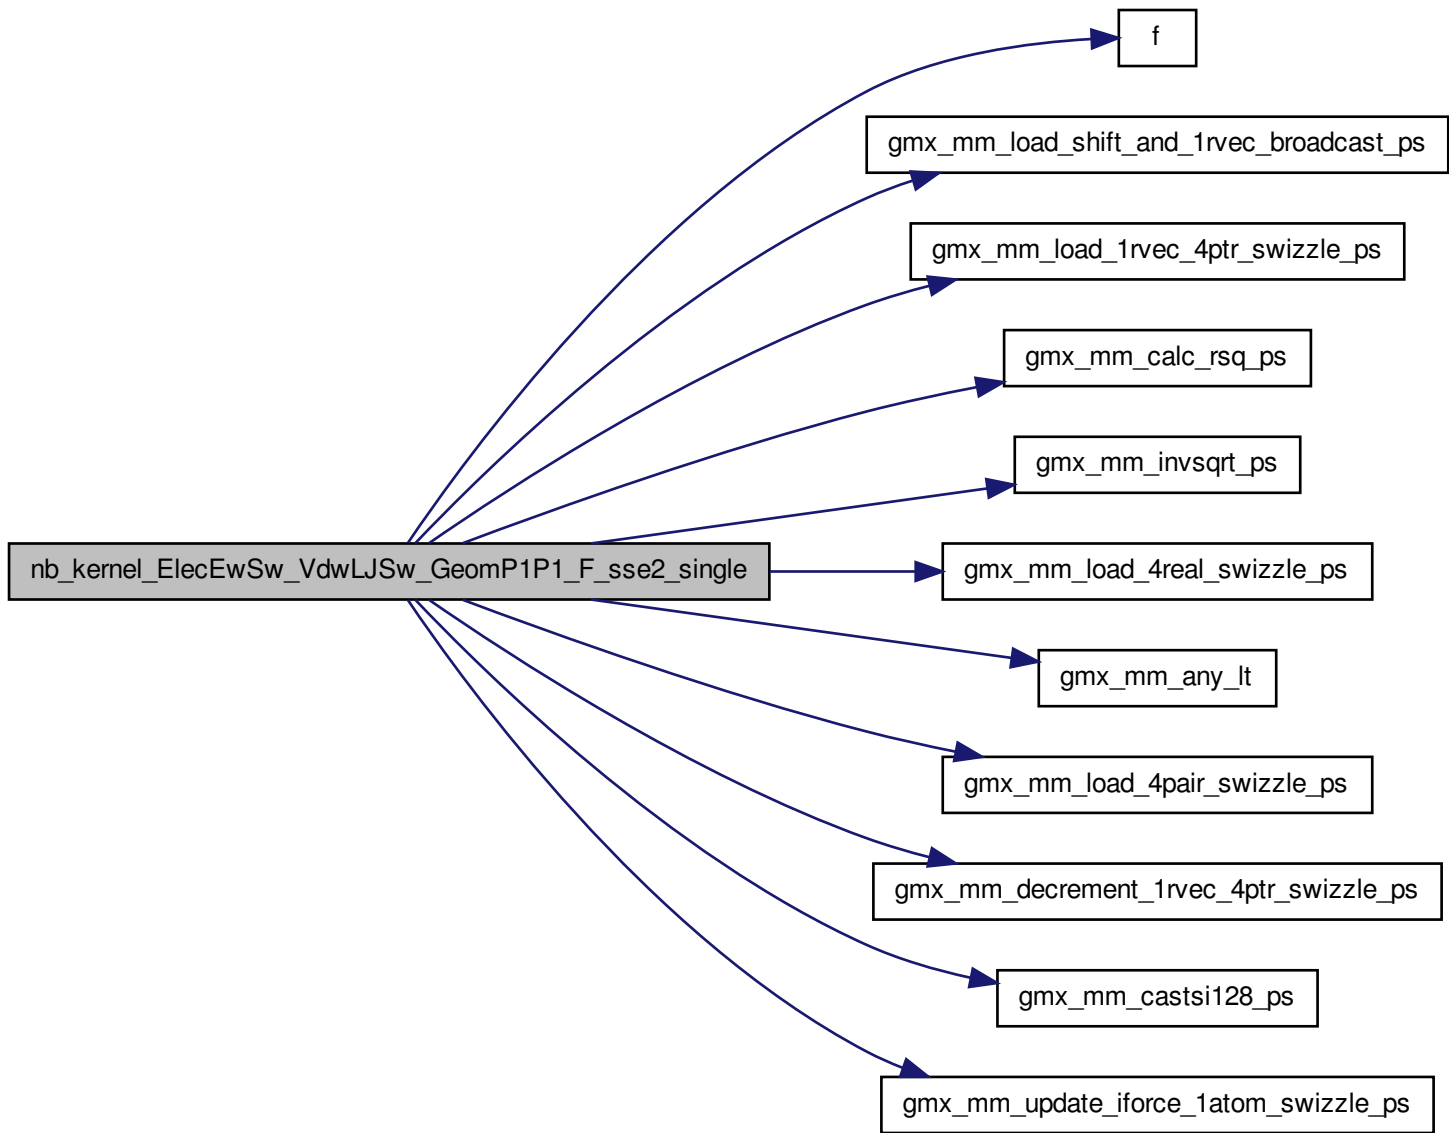 f
gmx_mm_load_shift_and_1rvec_broadcast_ps
gmx_mm_load_1rvec_4ptr_swizzle_ps
gmx_mm_calc_rsq_ps
gmx_mm_invsqrt_ps
nb_kernel_ElecEwSw_VdwLJSw_GeomP1P1_F_sse2_single
gmx_mm_load_4real_swizzle_ps
gmx_mm_any_lt
gmx_mm_load_4pair_swizzle_ps
gmx_mm_decrement_1rvec_4ptr_swizzle_ps
gmx_mm_castsi128_ps
gmx_mm_update_iforce_1atom_swizzle_ps